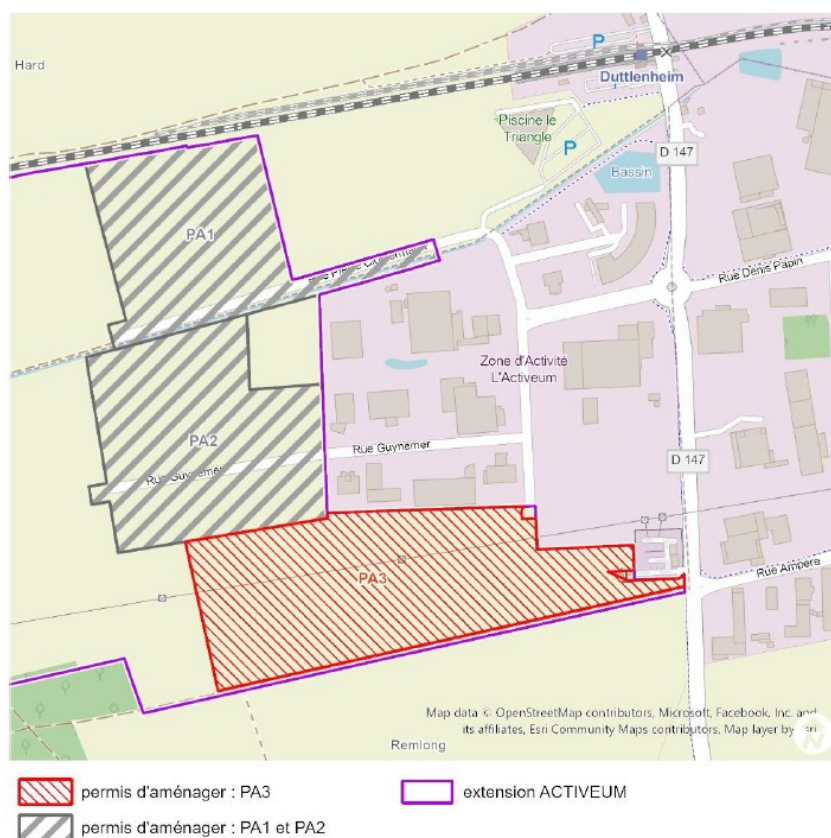 Hard
P
Duttlenheim
Piscine le
Triangle
P
D 147
Bassin
PA1
Rue Denis Papin
Zone d'Activité
L'Activeum
PA2
Rue Guynemer
Rue Guynemer
D 147
PA3
Rue Ampère
Map data © OpenStreetMap contributors, Microsoft, Facebook, Inc. and
its affiliates, Esri Community Maps contributors, Map layer by Esri
Remlong
N
permis d'aménager : PA3
extension ACTIVEUM
permis d'aménager : PA1 et PA2